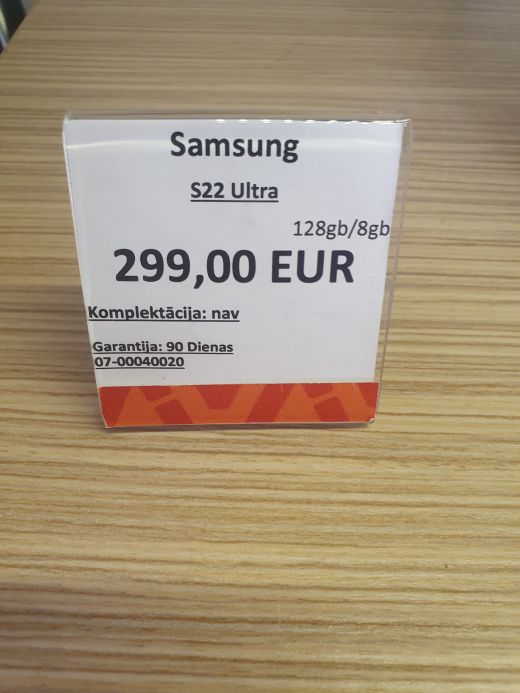 Samsung
S22 Ultra
128gb/8gb
299,00 EUR
Komplektācija: nav
Garantija: 90 Dienas
07-00040020